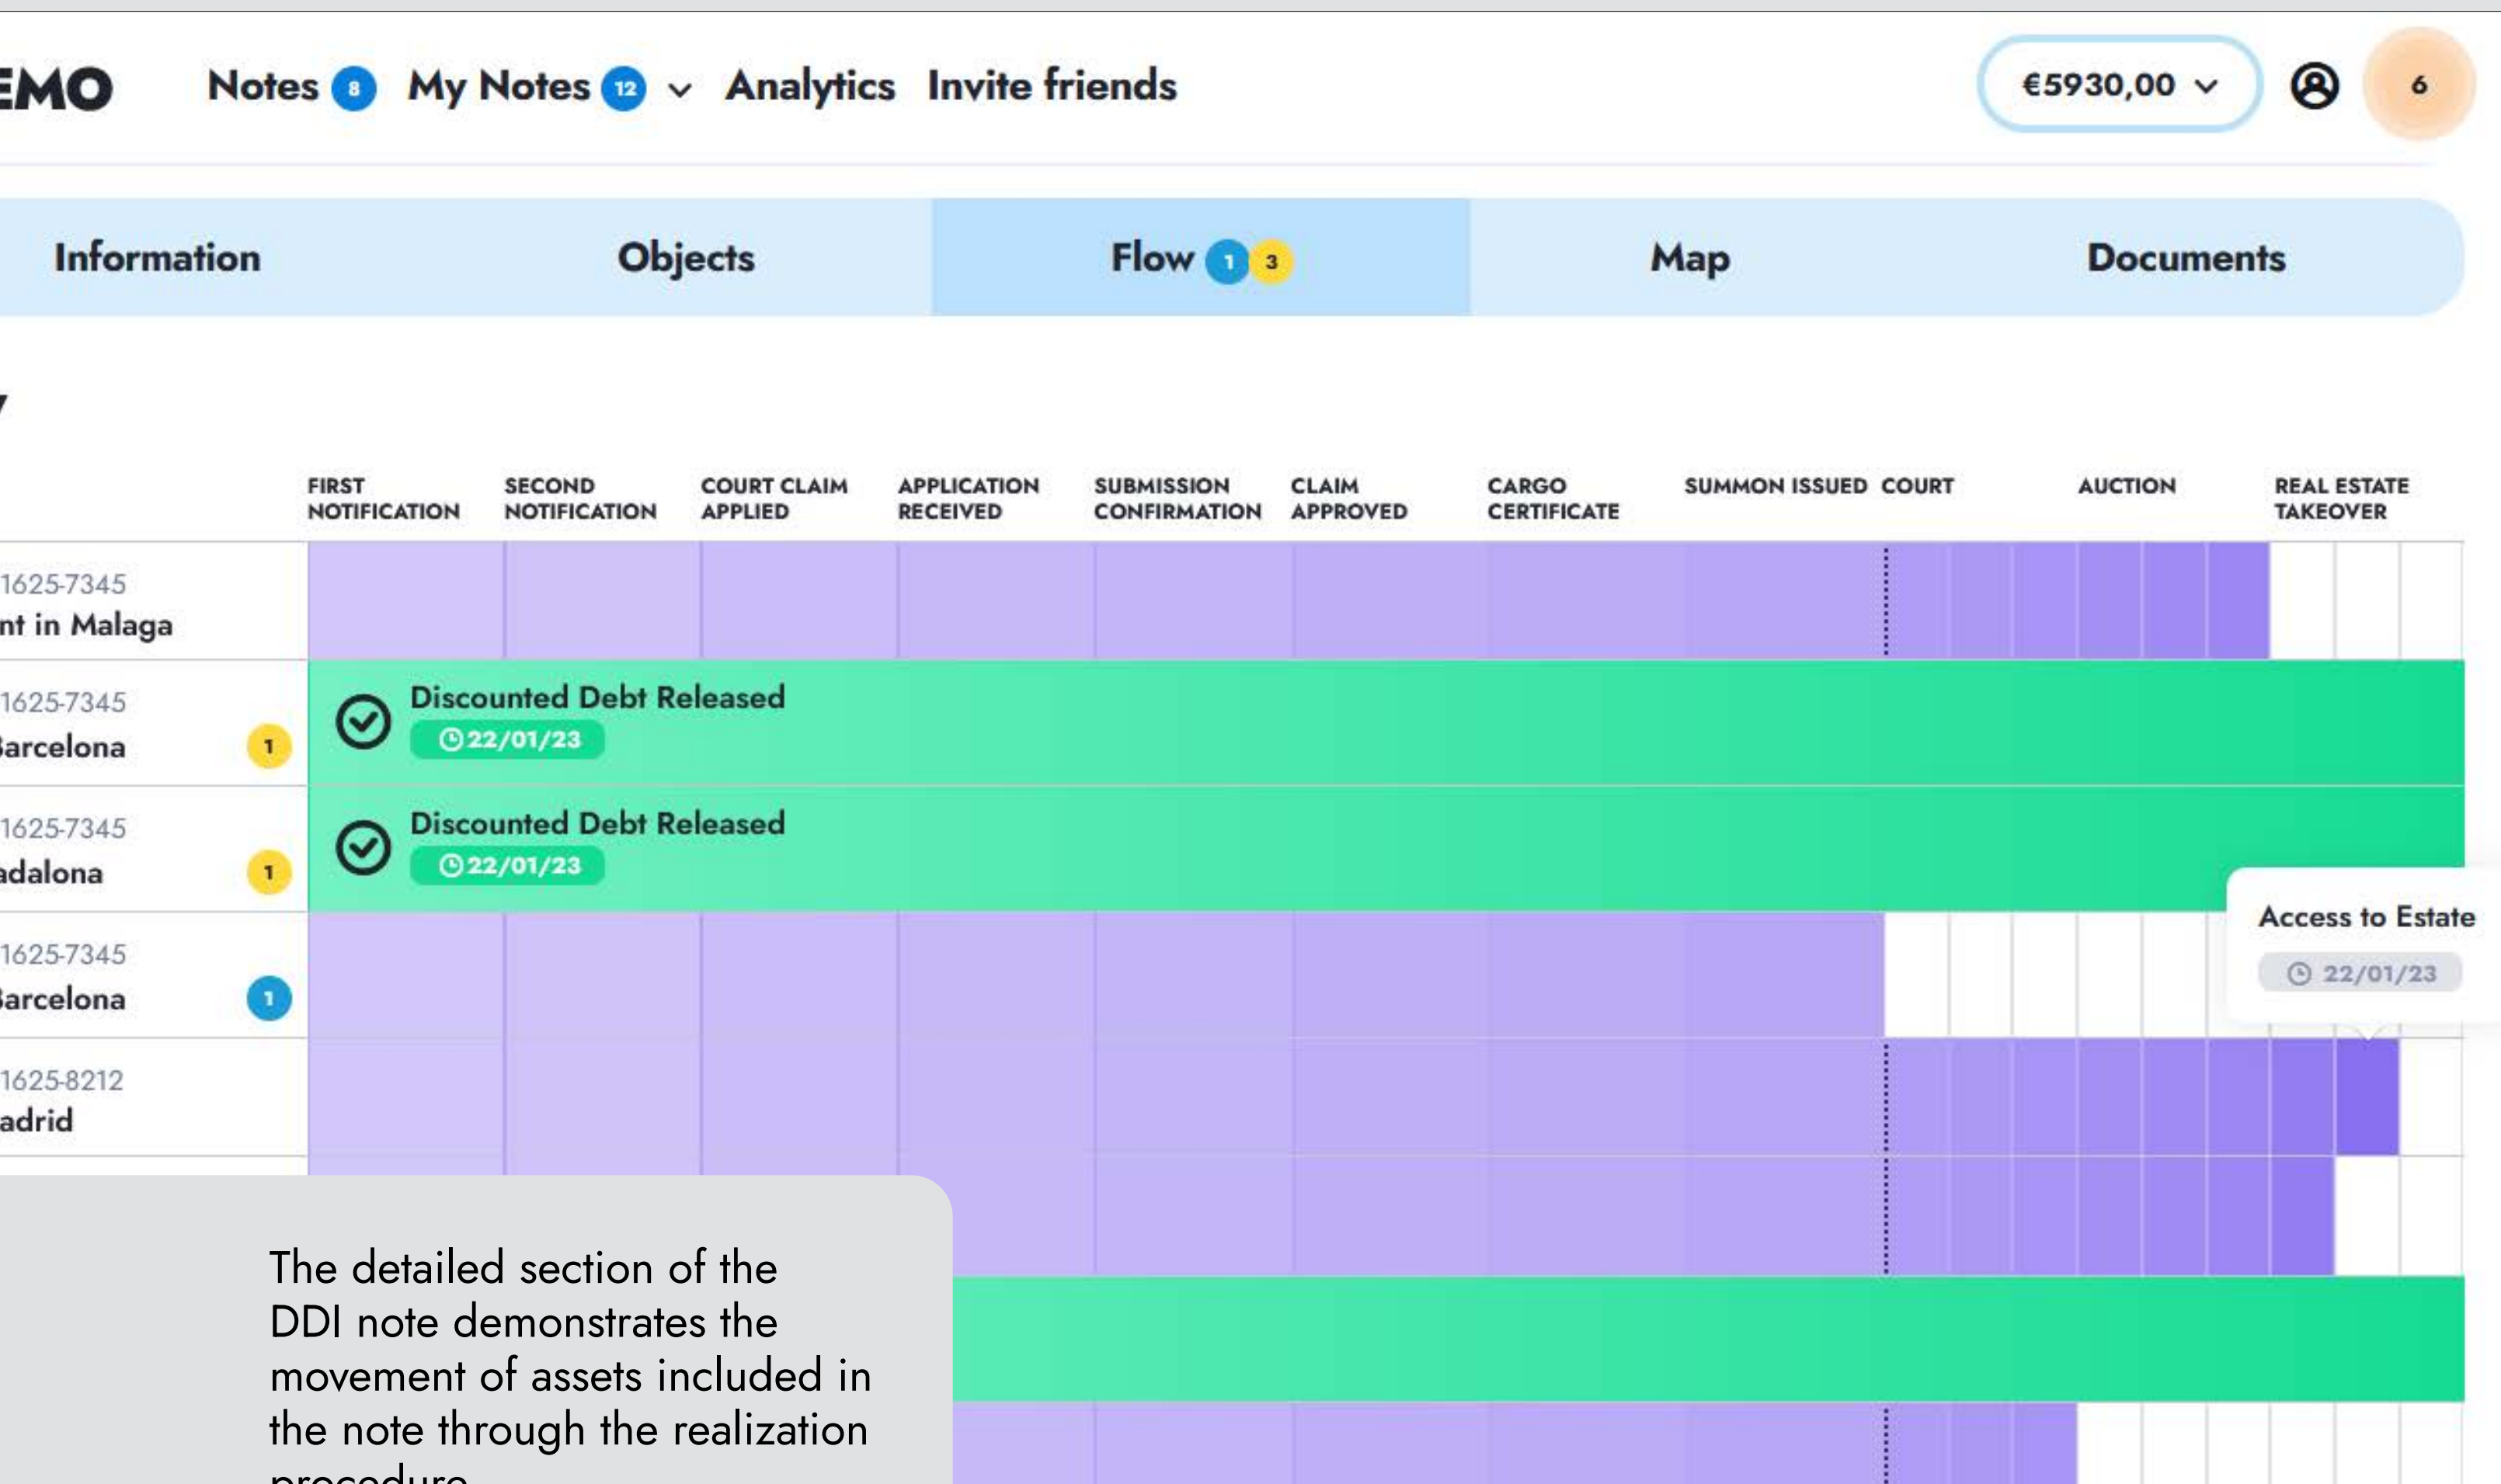 EMO Notes 8 My Notes 12 Analytics Invite friends €5930,00 6
Information Objects Flow 1 3 Map Documents
y
FIRST NOTIFICATION
SECOND NOTIFICATION
COURT CLAIM APPLIED
APPLICATION RECEIVED
SUBMISSION CONFIRMATION
CLAIM APPROVED
CARGO CERTIFICATE
SUMMON ISSUED
COURT
AUCTION
REAL ESTATE TAKEOVER
1625-7345
nt in Malaga
1625-7345
Barcelona 1
Discounted Debt Released
22/01/23
1625-7345
adalona 1
Discounted Debt Released
22/01/23
1625-7345
Barcelona 1
Access to Estate
22/01/23
1625-8212
adrid
The detailed section of the
DDI note demonstrates the
movement of assets included in
the note through the realization
procedure